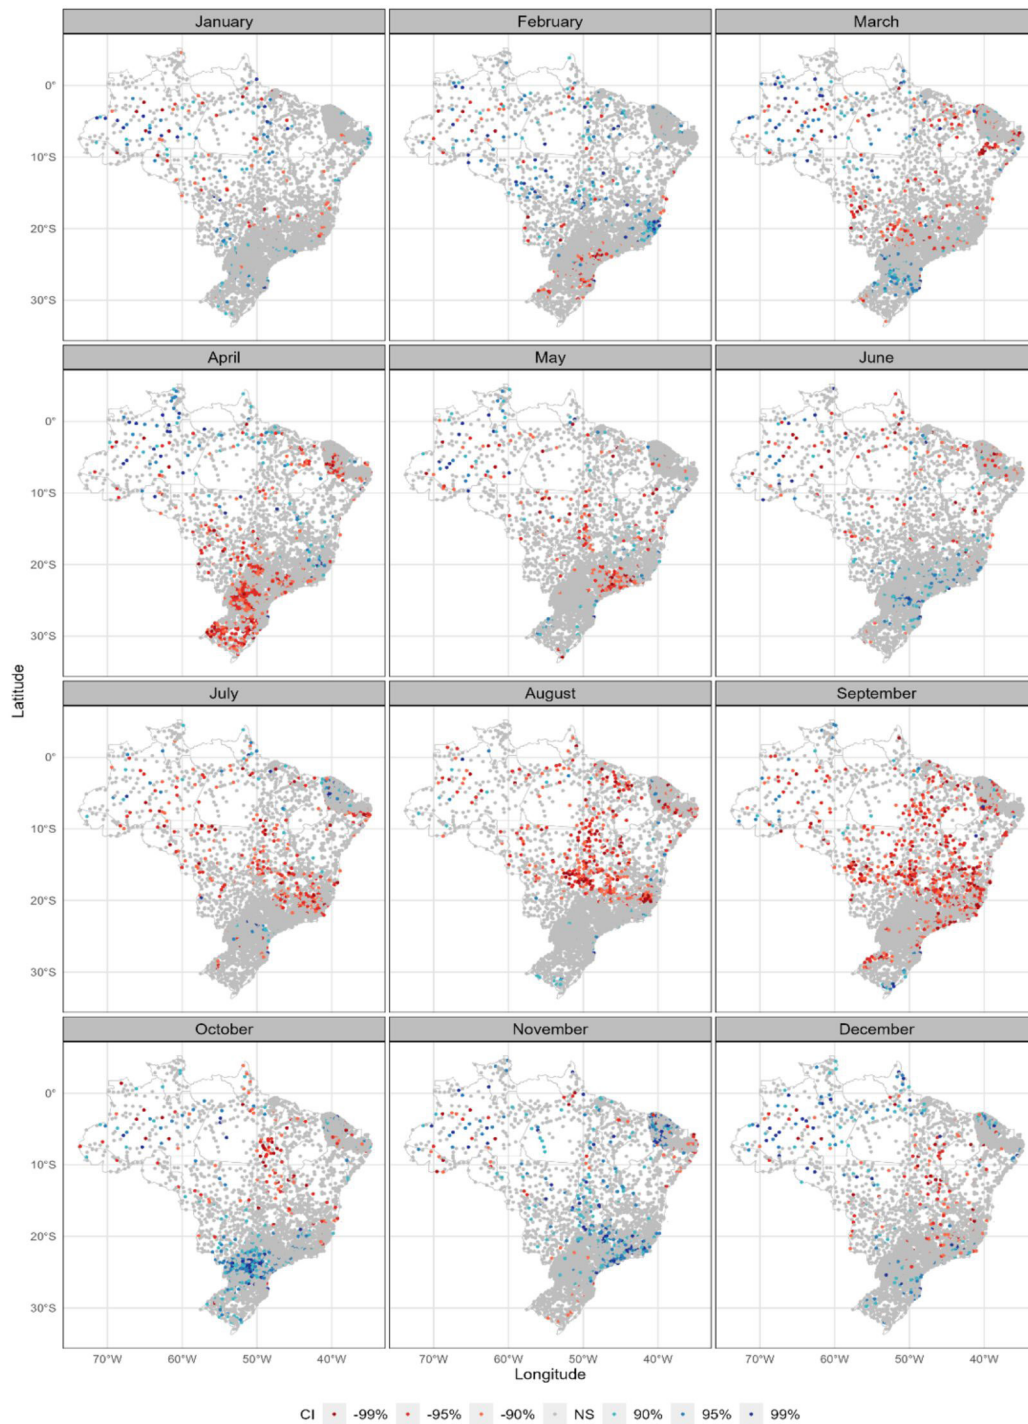 January February March
0°
10°S
20°S
30°S
April May June
0°
10°S
20°S
30°S
Latitude
July August September
0°
10°S
20°S
30°S
October November December
0°
10°S
20°S
30°S
70°W 60°W 50°W 40°W 70°W 60°W 50°W 40°W 70°W 60°W 50°W 40°W
Longitude
CI -99% -95% -90% NS 90% 95% 99%